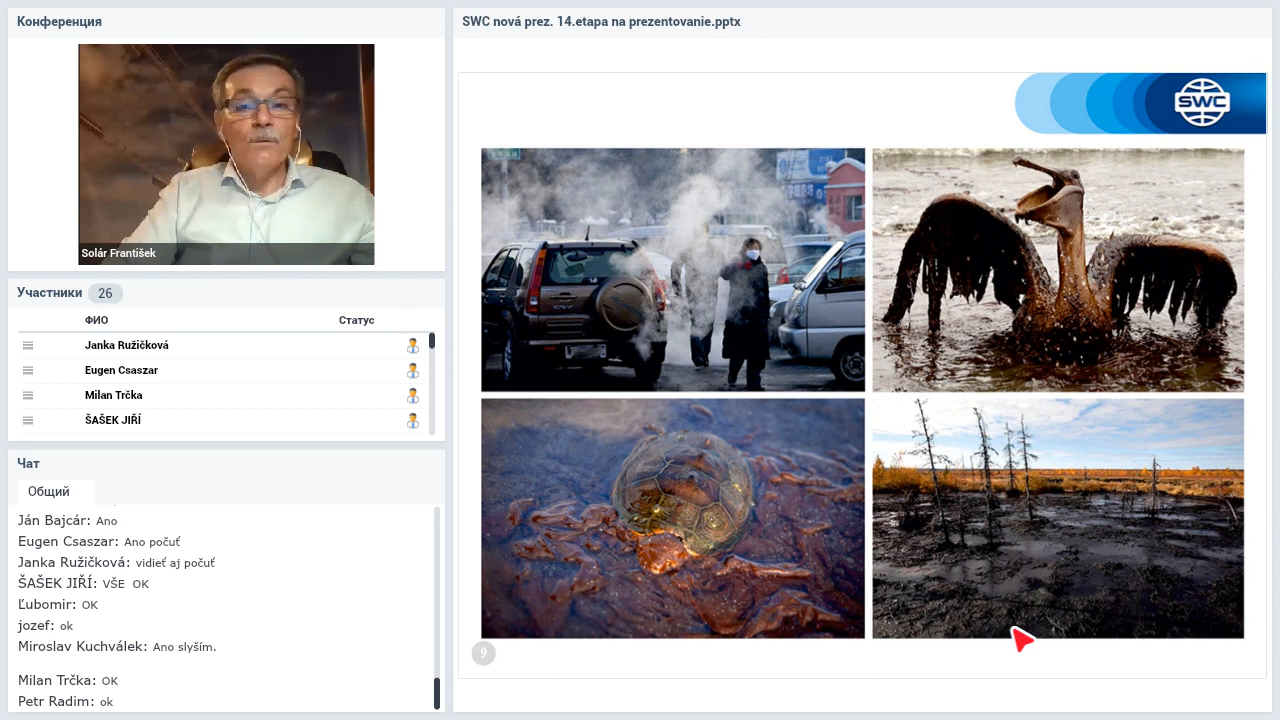 Конференция
Solár František
Участники 26
ФИО Статус
Janka Ružičková
Eugen Csaszar
Milan Trčka
ŠAŠEK JIŘÍ
Чат
Общий
Ján Bajcár: Ano
Eugen Csaszar: Ano počuť
Janka Ružičková: vidieť aj počuť
ŠAŠEK JIŘÍ: VŠE OK
Ľubomir: OK
jozef: ok
Miroslav Kuchválek: Ano slyším.
Milan Trčka: OK
Petr Radim: ok
SWC nová prez. 14.etapa na prezentovanie.pptx
SWC
9